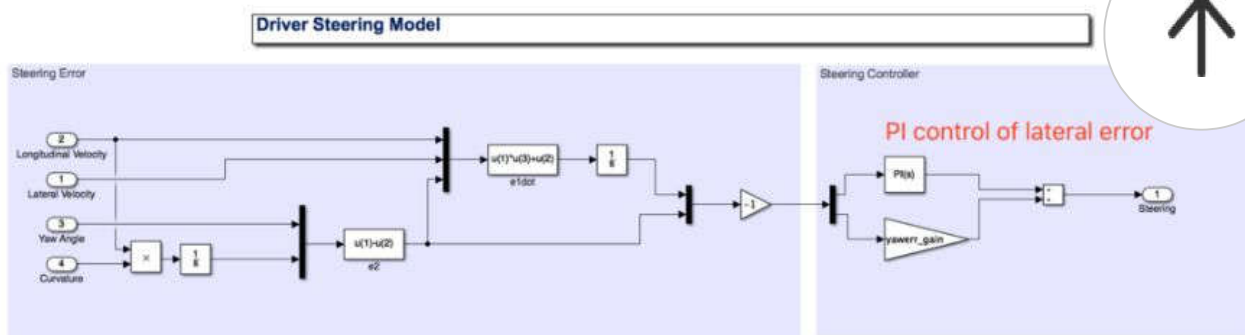 Driver Steering Model
Steering Error
Steering Controller
PI control of lateral error
2
Longitudinal Velocity
1
Lateral Velocity
3
Yaw Angle
4
Curvature
×
1
s
u(1)-u(2)
e2
u(1)*u(3)+u(2)
e1dot
1
s
-1
PI(s)
yawerr_gain
1
Steering